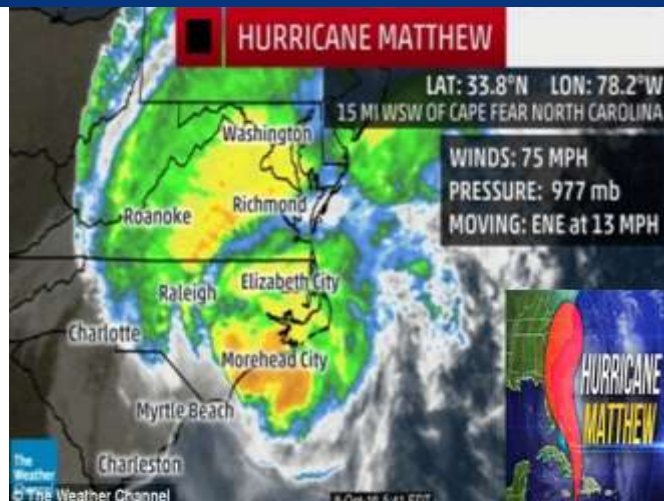 HURRICANE MATTHEW
LAT: 33.8°N LON: 78.2°W
15 MI WSW OF CAPE FEAR NORTH CAROLINA
WINDS: 75 MPH
PRESSURE: 977 mb
MOVING: ENE at 13 MPH
Washington
Richmond
Roanoke
Elizabeth City
Raleigh
Charlotte
Morehead City
Myrtle Beach
Charleston
HURRICANE
MATTHEW
The
Weather
© The Weather Channel